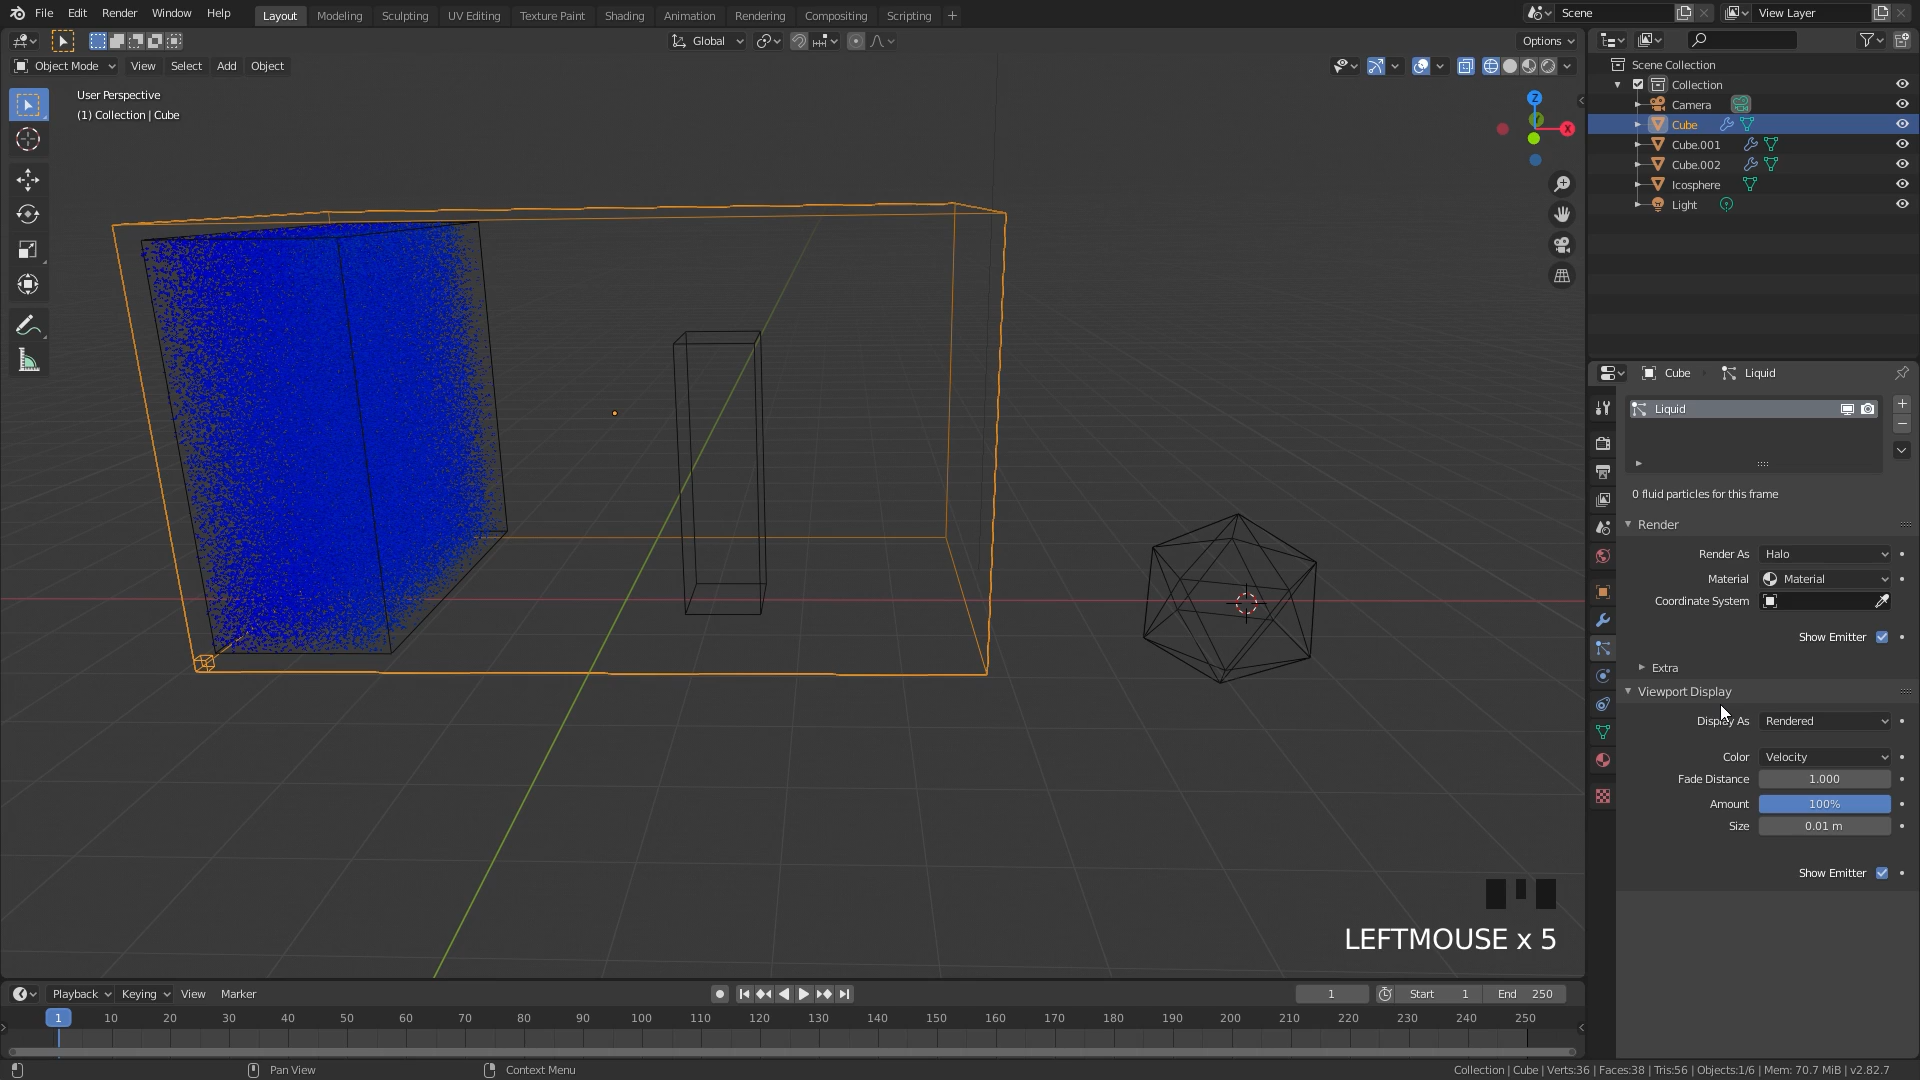 File Edit Render Window Help Layout Modeling Sculpting UV Editing Texture Paint Shading Animation Rendering Compositing Scripting + Scene View Layer
Global Options
Object Mode View Select Add Object
User Perspective
(1) Collection | Cube
Z
X
Scene Collection
Collection
Camera
Cube
Cube.001
Cube.002
Icosphere
Light
Cube Liquid
Liquid
0 fluid particles for this frame
Render
Render As Halo
Material Material
Coordinate System
Show Emitter
Extra
Viewport Display
Display As Rendered
Color Velocity
Fade Distance 1.000
Amount 100%
Size 0.01 m
Show Emitter
LEFTMOUSE x 5
Playback Keying View Marker 1 Start 1 End 250
1 10 20 30 40 50 60 70 80 90 100 110 120 130 140 150 160 170 180 190 200 210 220 230 240 250
Pan View Context Menu Collection | Cube | Verts:36 | Faces:38 | Tris:56 | Objects:1/6 | Mem: 70.7 MiB | v2.82.7